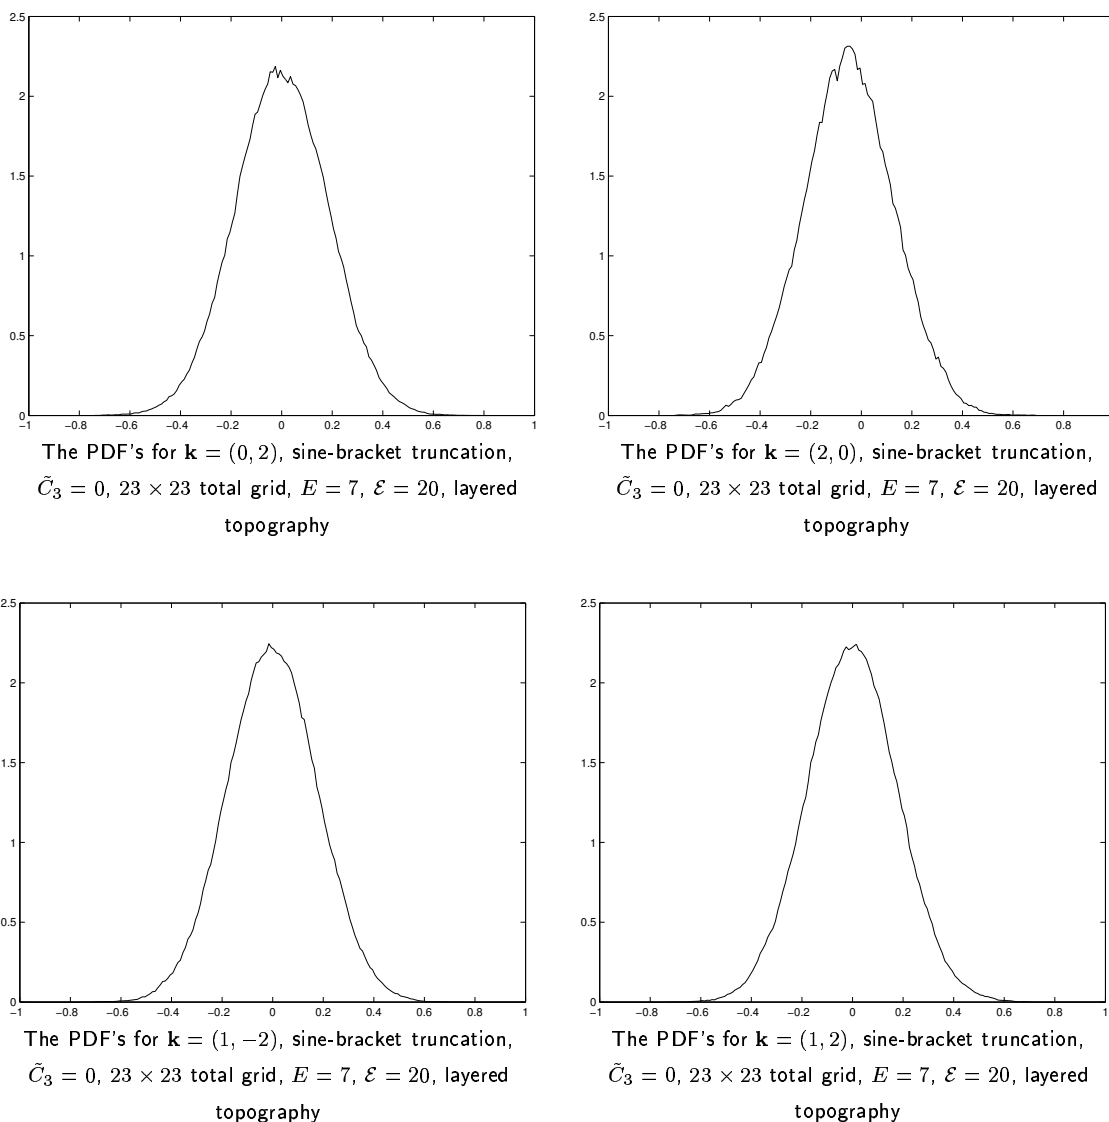 2.5
2
1.5
1
0.5
0
−1 −0.8 −0.6 −0.4 −0.2 0 0.2 0.4 0.6 0.8 1
The PDF's for k = (0, 2), sine-bracket truncation,
C̃₃ = 0, 23 × 23 total grid, E = 7, ℰ = 20, layered
topography
2.5
2
1.5
1
0.5
0
−1 −0.8 −0.6 −0.4 −0.2 0 0.2 0.4 0.6 0.8
The PDF's for k = (2, 0), sine-bracket truncation,
C̃₃ = 0, 23 × 23 total grid, E = 7, ℰ = 20, layered
topography
2.5
2
1.5
1
0.5
0
−1 −0.8 −0.6 −0.4 −0.2 0 0.2 0.4 0.6 0.8 1
The PDF's for k = (1, −2), sine-bracket truncation,
C̃₃ = 0, 23 × 23 total grid, E = 7, ℰ = 20, layered
topography
2.5
2
1.5
1
0.5
0
−1 −0.8 −0.6 −0.4 −0.2 0 0.2 0.4 0.6 0.8 1
The PDF's for k = (1, 2), sine-bracket truncation,
C̃₃ = 0, 23 × 23 total grid, E = 7, ℰ = 20, layered
topography